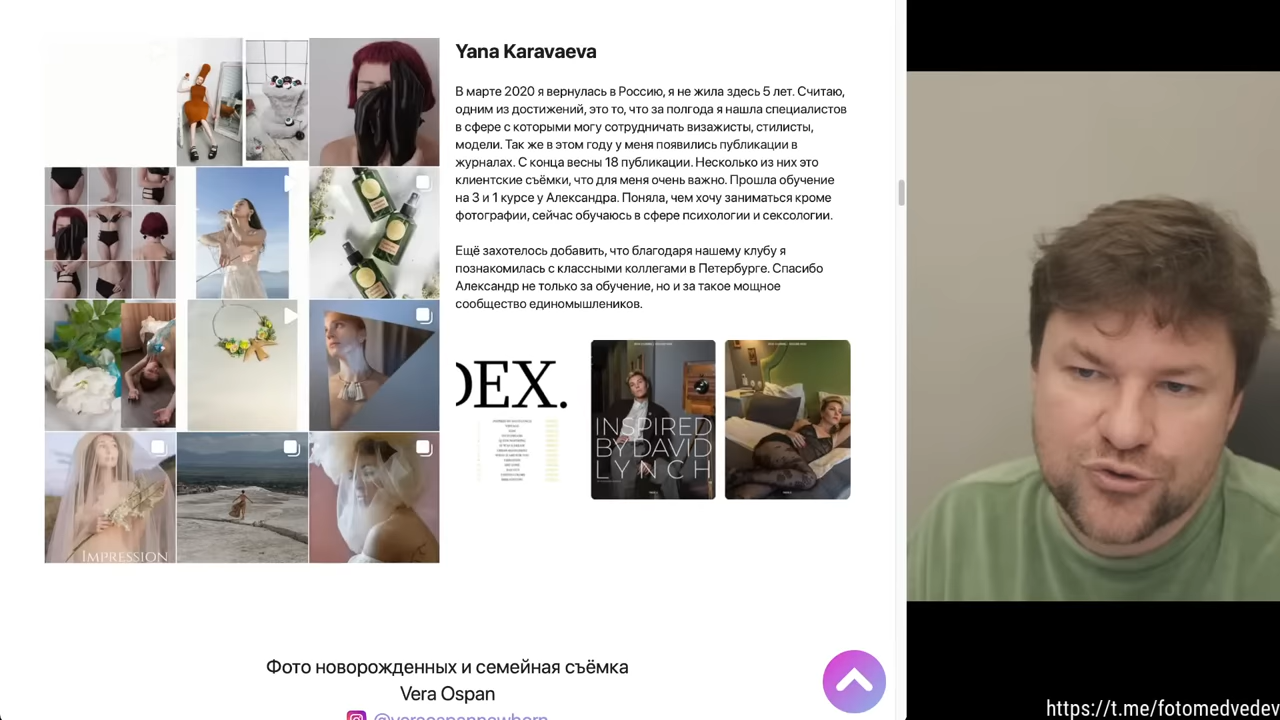 Yana Karavaeva
В марте 2020 я вернулась в Россию, я не жила здесь 5 лет. Считаю,
одним из достижений, это то, что за полгода я нашла специалистов
в сфере с которыми могу сотрудничать визажисты, стилисты,
модели. Так же в этом году у меня появились публикации в
журналах. С конца весны 18 публикации. Несколько из них это
клиентские съёмки, что для меня очень важно. Прошла обучение
на 3 и 1 курсе у Александра. Поняла, чем хочу заниматься кроме
фотографии, сейчас обучаюсь в сфере психологии и сексологии.
Ещё захотелось добавить, что благодаря нашему клубу я
познакомилась с классными коллегами в Петербурге. Спасибо
Александр не только за обучение, но и за такое мощное
сообщество единомышлеников.
DEX.
INSPIRED
BY DAVID
LYNCH
IMPRESSION
Фото новорожденных и семейная съёмка
Vera Ospan
@veraospannewborn
https://t.me/fotomedvedev